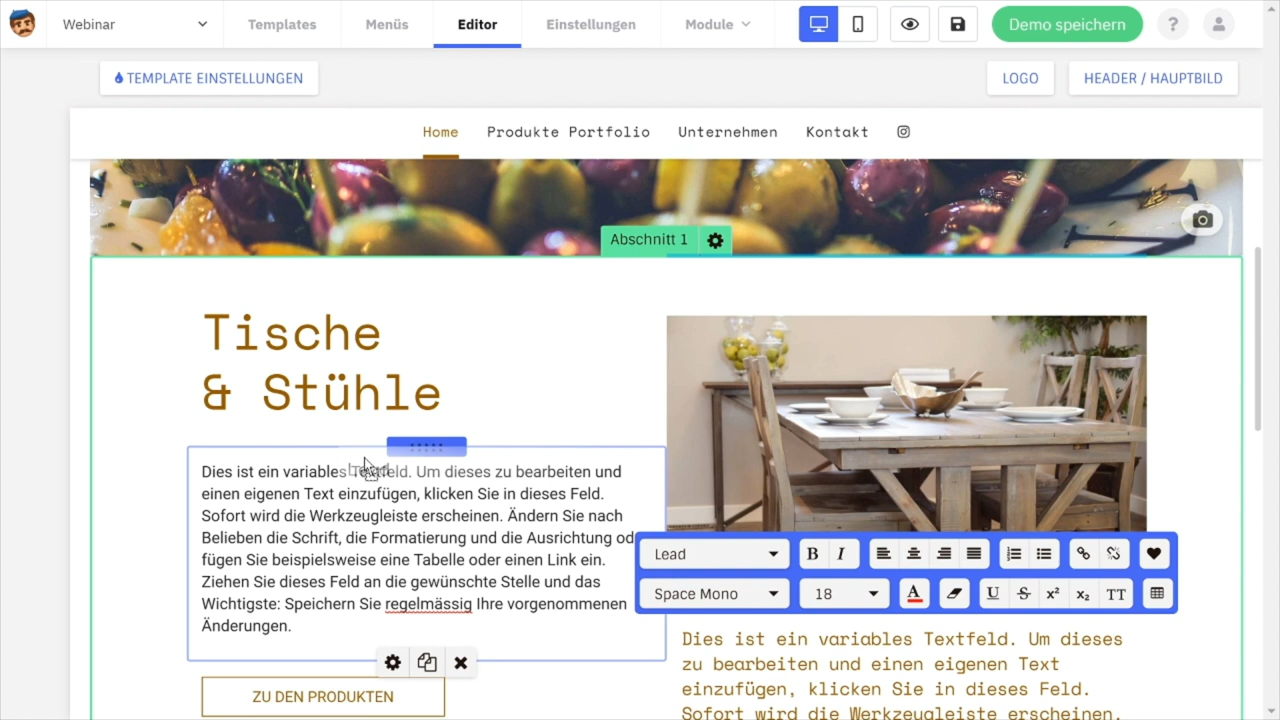 Webinar
Templates
Menüs
Editor
Einstellungen
Module
Demo speichern
?
TEMPLATE EINSTELLUNGEN
LOGO
HEADER / HAUPTBILD
Home
Produkte Portfolio
Unternehmen
Kontakt
Abschnitt 1
Tische
& Stühle
Dies ist ein variables Textfeld. Um dieses zu bearbeiten und
einen eigenen Text einzufügen, klicken Sie in dieses Feld.
Sofort wird die Werkzeugleiste erscheinen. Ändern Sie nach
Belieben die Schrift, die Formatierung und die Ausrichtung od
fügen Sie beispielsweise eine Tabelle oder einen Link ein.
Ziehen Sie dieses Feld an die gewünschte Stelle und das
Wichtigste: Speichern Sie regelmässig Ihre vorgenommenen
Änderungen.
ZU DEN PRODUKTEN
Lead
B I
Space Mono
18
A
U S x² x₂ TT
Dies ist ein variables Textfeld. Um dieses
zu bearbeiten und einen eigenen Text
einzufügen, klicken Sie in dieses Feld.
Sofort wird die Werkzeugleiste erscheinen.